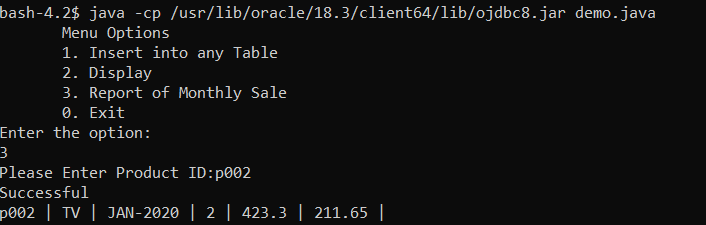 bash-4.2$ java -cp /usr/lib/oracle/18.3/client64/lib/ojdbc8.jar demo.java
Menu Options
1. Insert into any Table
2. Display
3. Report of Monthly Sale
0. Exit
Enter the option:
3
Please Enter Product ID:p002
Successful
p002 | TV | JAN-2020 | 2 | 423.3 | 211.65 |